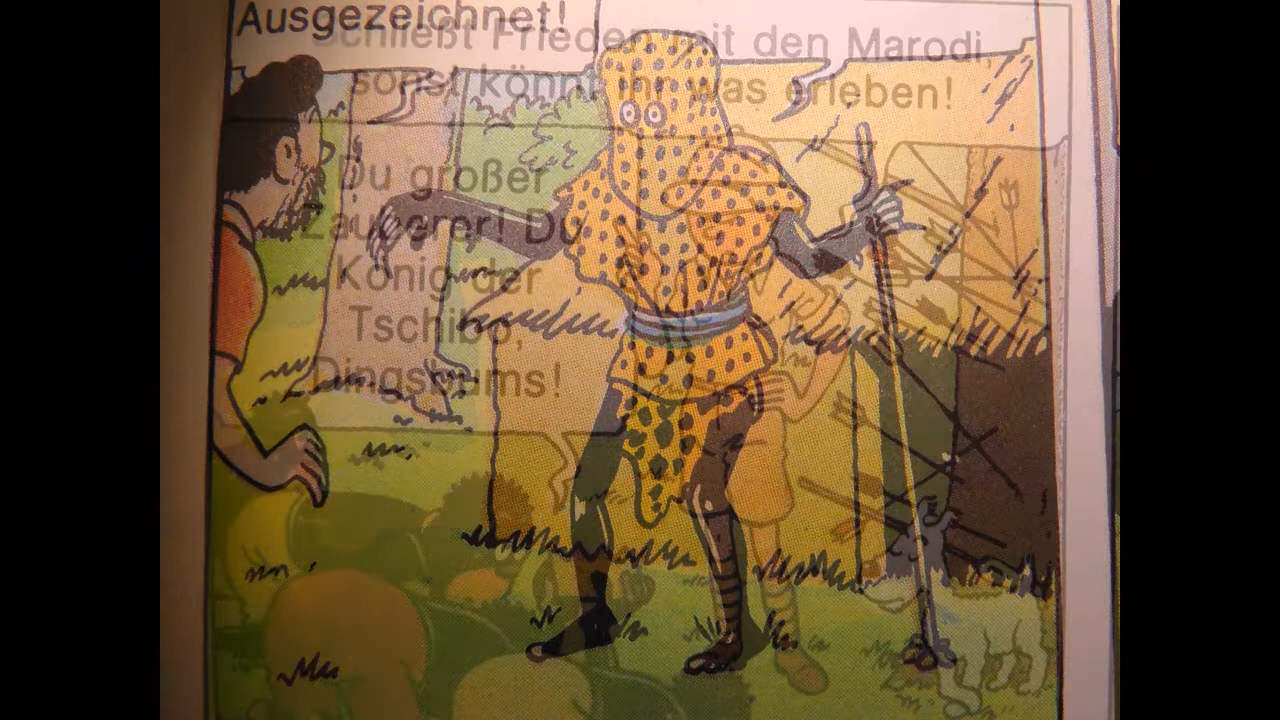 Ausgezeichnet!
Schließt Frieden mit den Marodi,
sonst könnt ihr was erleben!
Du großer
Zauberer! Du
König der
Tschibo,
Dingsbums!